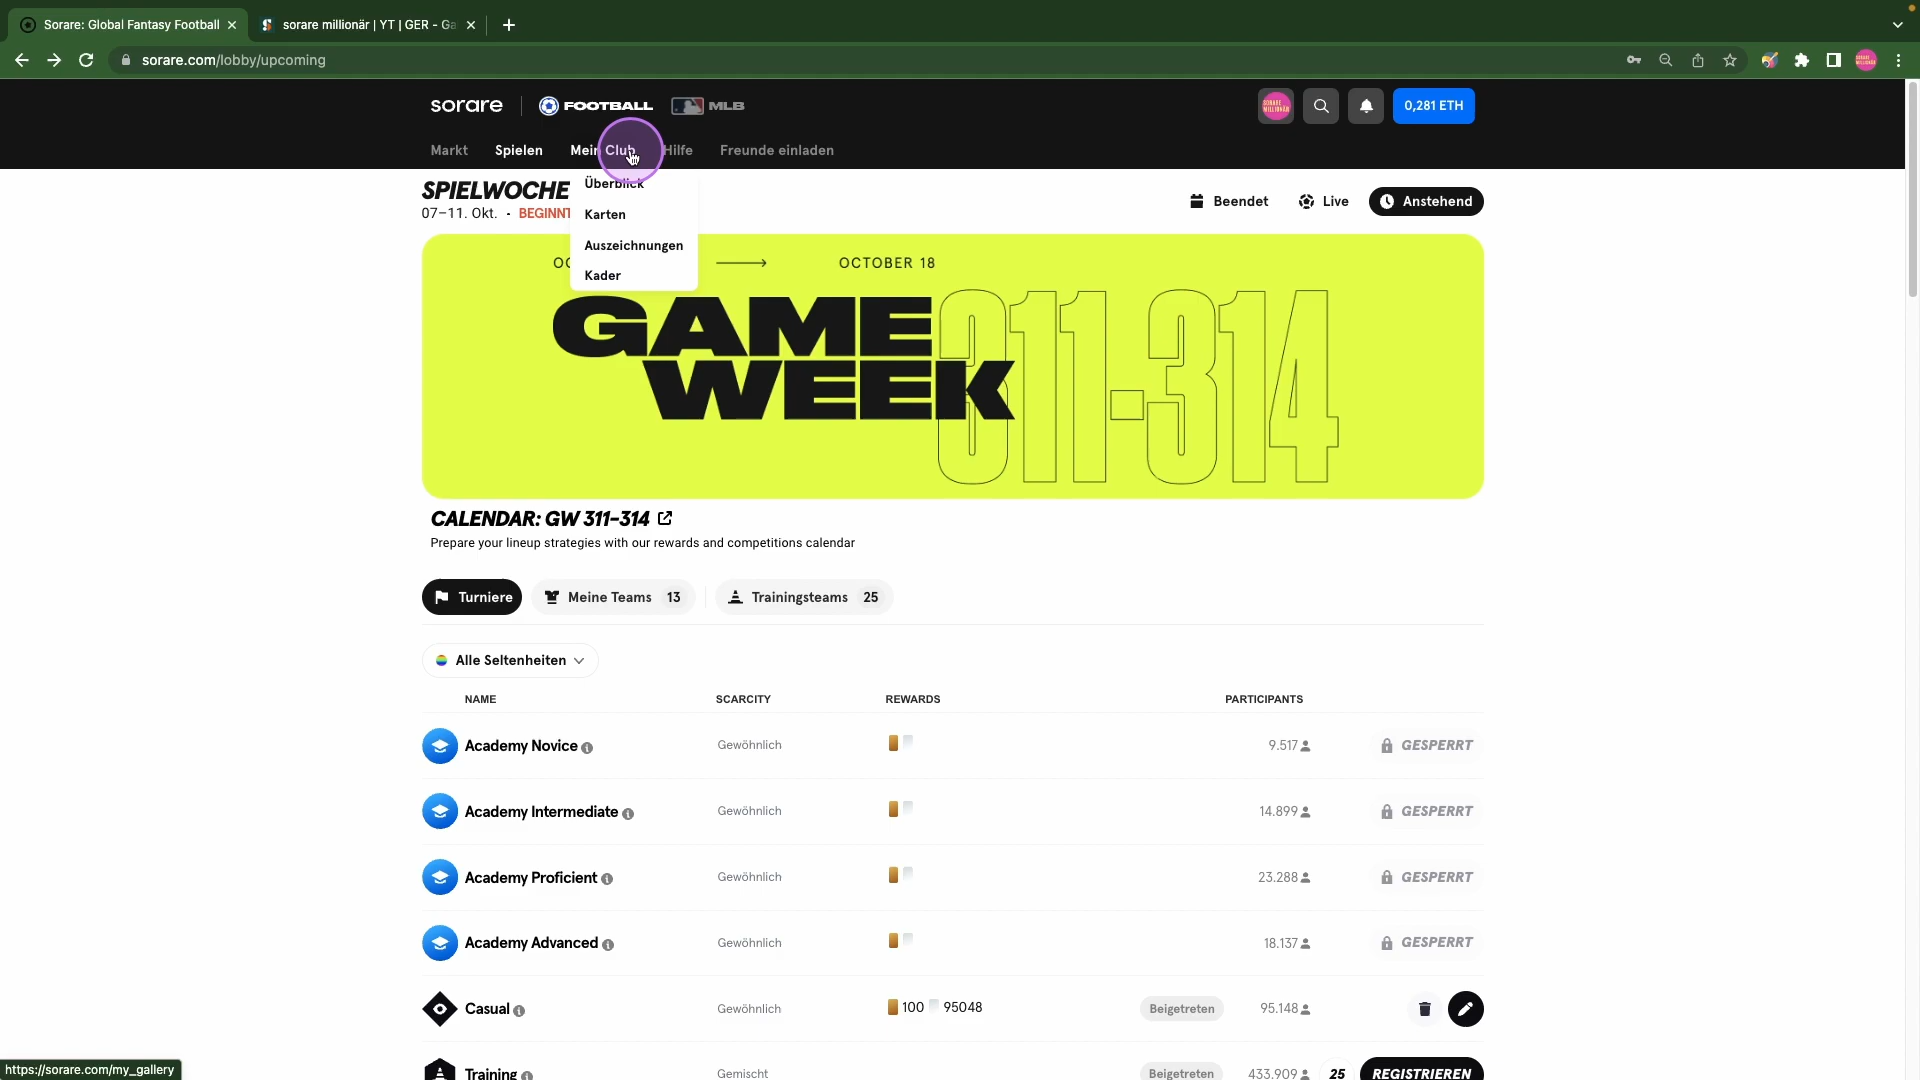 Sorare: Global Fantasy Football
sorare millionär | YT | GER - Ga
sorare.com/lobby/upcoming
sorare
FOOTBALL
MLB
0,281 ETH
Markt
Spielen
Mein Club
Hilfe
Freunde einladen
Überblick
Karten
Auszeichnungen
Kader
SPIELWOCHE
07–11. Okt. • BEGINNT
Beendet
Live
Anstehend
OCTOBER 18
GAME
WEEK
311-314
CALENDAR: GW 311-314
Prepare your lineup strategies with our rewards and competitions calendar
Turniere
Meine Teams 13
Trainingsteams 25
Alle Seltenheiten
NAME SCARCITY REWARDS PARTICIPANTS
Academy Novice Gewöhnlich 9.517 GESPERRT
Academy Intermediate Gewöhnlich 14.899 GESPERRT
Academy Proficient Gewöhnlich 23.288 GESPERRT
Academy Advanced Gewöhnlich 18.137 GESPERRT
Casual Gewöhnlich 100 95048 Beigetreten 95.148
Training Gemischt Beigetreten 433.909 25 REGISTRIEREN
https://sorare.com/my_gallery